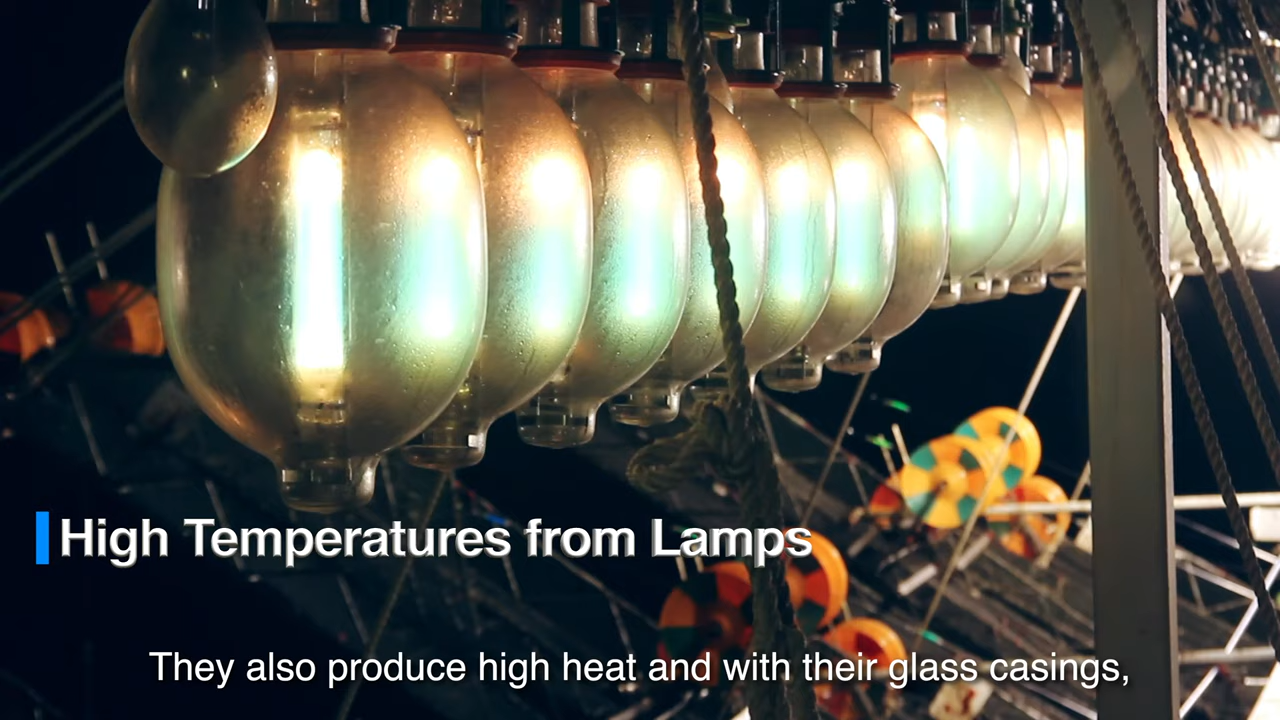 High Temperatures from Lamps
They also produce high heat and with their glass casings,